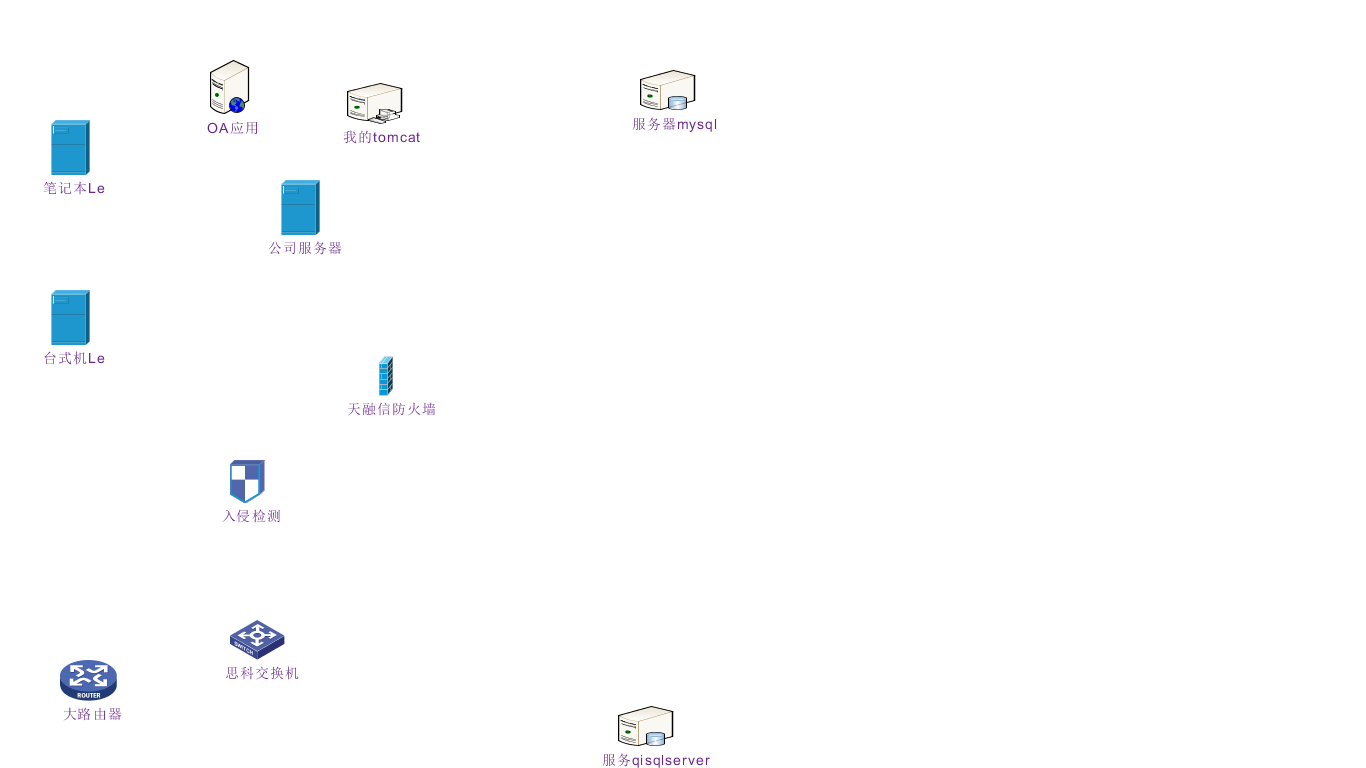 OA应用
我的tomcat
服务器mysql
笔记本Le
公司服务器
台式机Le
天融信防火墙
入侵检测
SWITCH
思科交换机
ROUTER
大路由器
服务qisqlserver